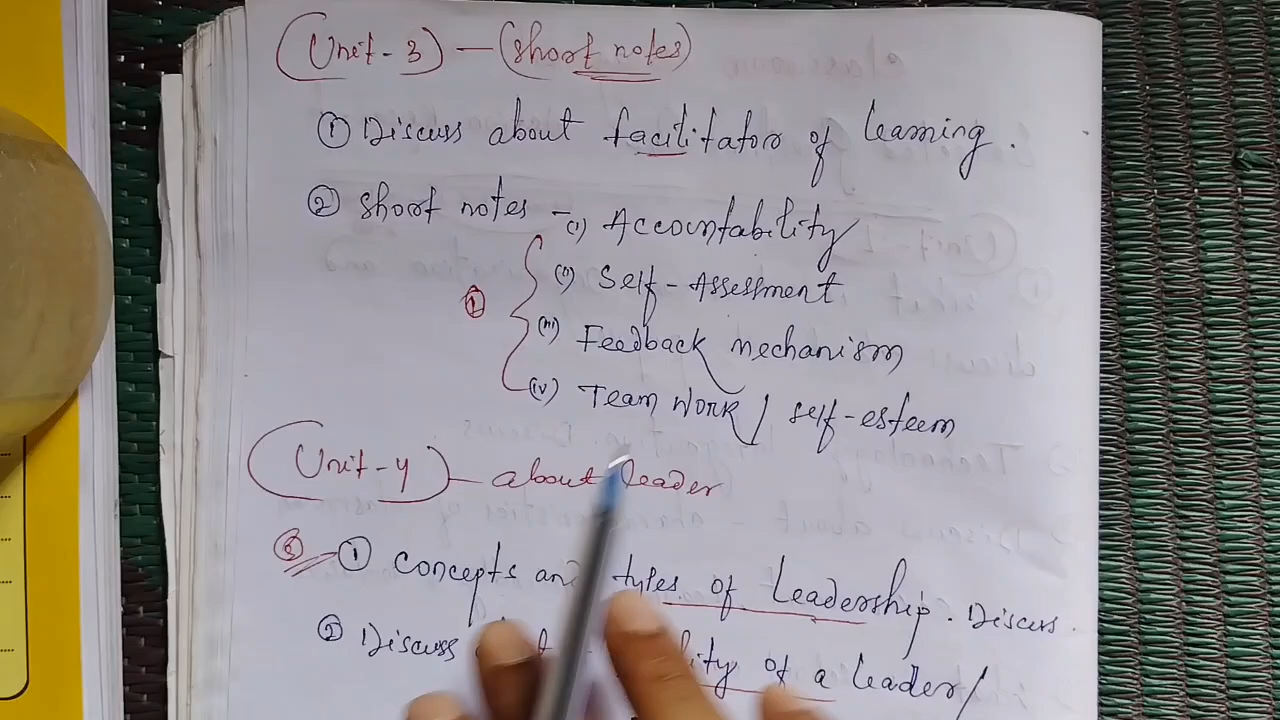 (Unit-3) - (short notes)
① Discuss about facilitator of learning.
② short notes - (i) Accountability
(ii) Self-Assessment
① (iii) Feedback mechanism
(iv) Team work / self-esteem
(Unit-4) - about leader
① concepts and types of Leadership. Discuss.
② Discuss of a leader/